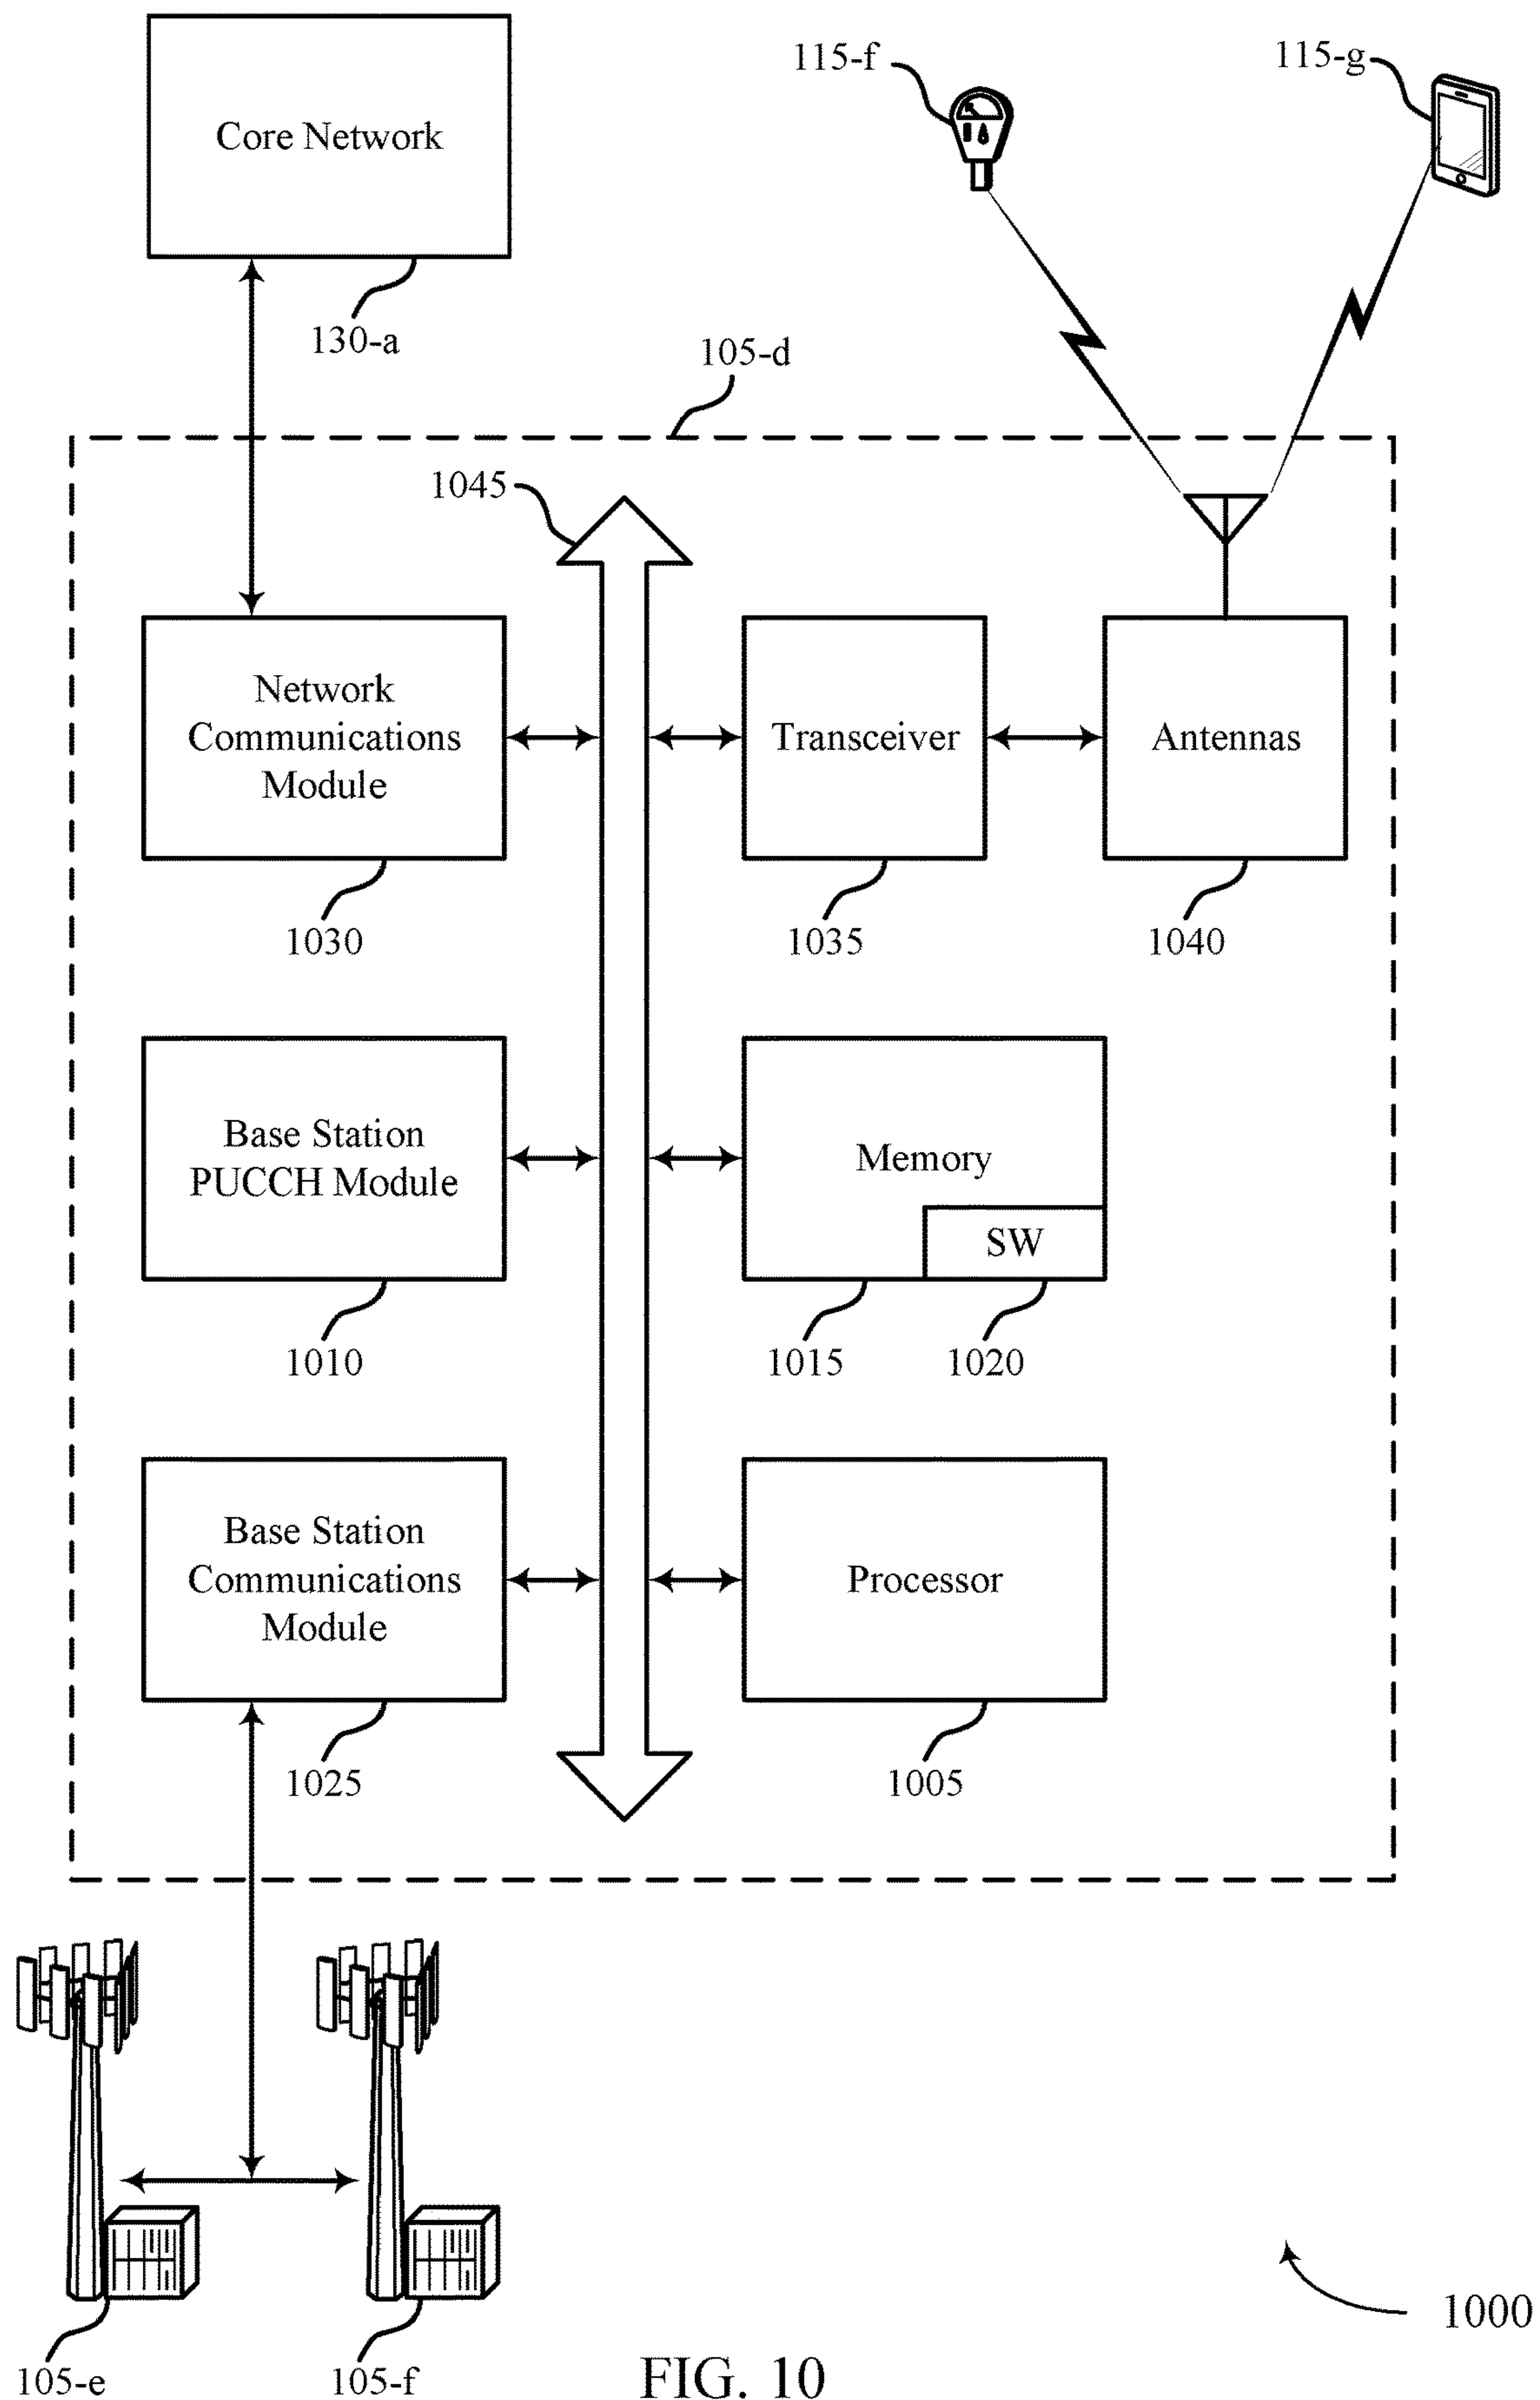 115-f
115-g
Core Network
130-a
105-d
1045
Network
Communications
Module
Transceiver
Antennas
1030
1035
1040
Base Station
PUCCH Module
Memory
SW
1010
1015
1020
Base Station
Communications
Module
Processor
1025
1005
1000
105-e
105-f
FIG. 10